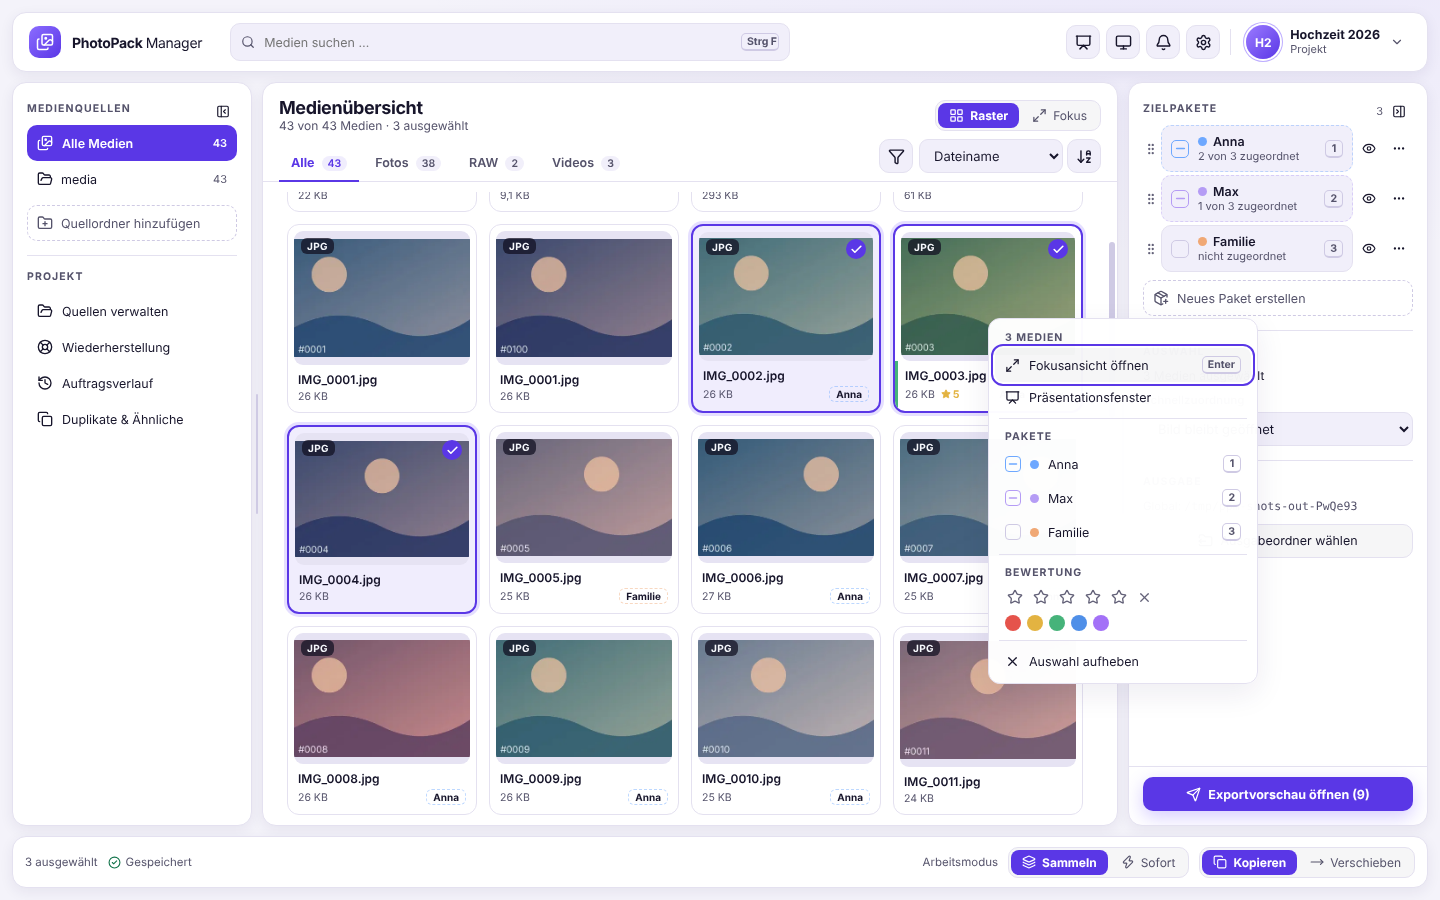 PhotoPack Manager
Medien suchen ...
Strg F
H2
Hochzeit 2026
Projekt
MEDIENQUELLEN
Alle Medien 43
media 43
Quellordner hinzufügen
PROJEKT
Quellen verwalten
Wiederherstellung
Auftragsverlauf
Duplikate & Ähnliche
Medienübersicht
43 von 43 Medien · 3 ausgewählt
Raster
Fokus
Alle 43
Fotos 38
RAW 2
Videos 3
Dateiname
22 KB
9,1 KB
293 KB
61 KB
JPG
#0001
IMG_0001.jpg
26 KB
JPG
#0100
IMG_0001.jpg
26 KB
JPG
#0002
IMG_0002.jpg
26 KB
Anna
JPG
#0003
IMG_0003.jpg
26 KB
5
JPG
#0004
IMG_0004.jpg
26 KB
JPG
#0005
IMG_0005.jpg
25 KB
Familie
JPG
#0006
IMG_0006.jpg
27 KB
Anna
JPG
#0007
IMG_0007.jpg
25 KB
JPG
#0008
IMG_0008.jpg
26 KB
Anna
JPG
#0009
IMG_0009.jpg
26 KB
Anna
JPG
#0010
IMG_0010.jpg
25 KB
Anna
JPG
#0011
IMG_0011.jpg
24 KB
3 MEDIEN
Fokusansicht öffnen Enter
Präsentationsfenster
PAKETE
Anna 1
Max 2
Familie 3
BEWERTUNG
Auswahl aufheben
ZIELPAKETE 3
Anna
2 von 3 zugeordnet
1
Max
1 von 3 zugeordnet
2
Familie
nicht zugeordnet
3
Neues Paket erstellen
lt
net
nots-out-PwQe93
beordner wählen
Exportvorschau öffnen (9)
3 ausgewählt
Gespeichert
Arbeitsmodus
Sammeln
Sofort
Kopieren
Verschieben